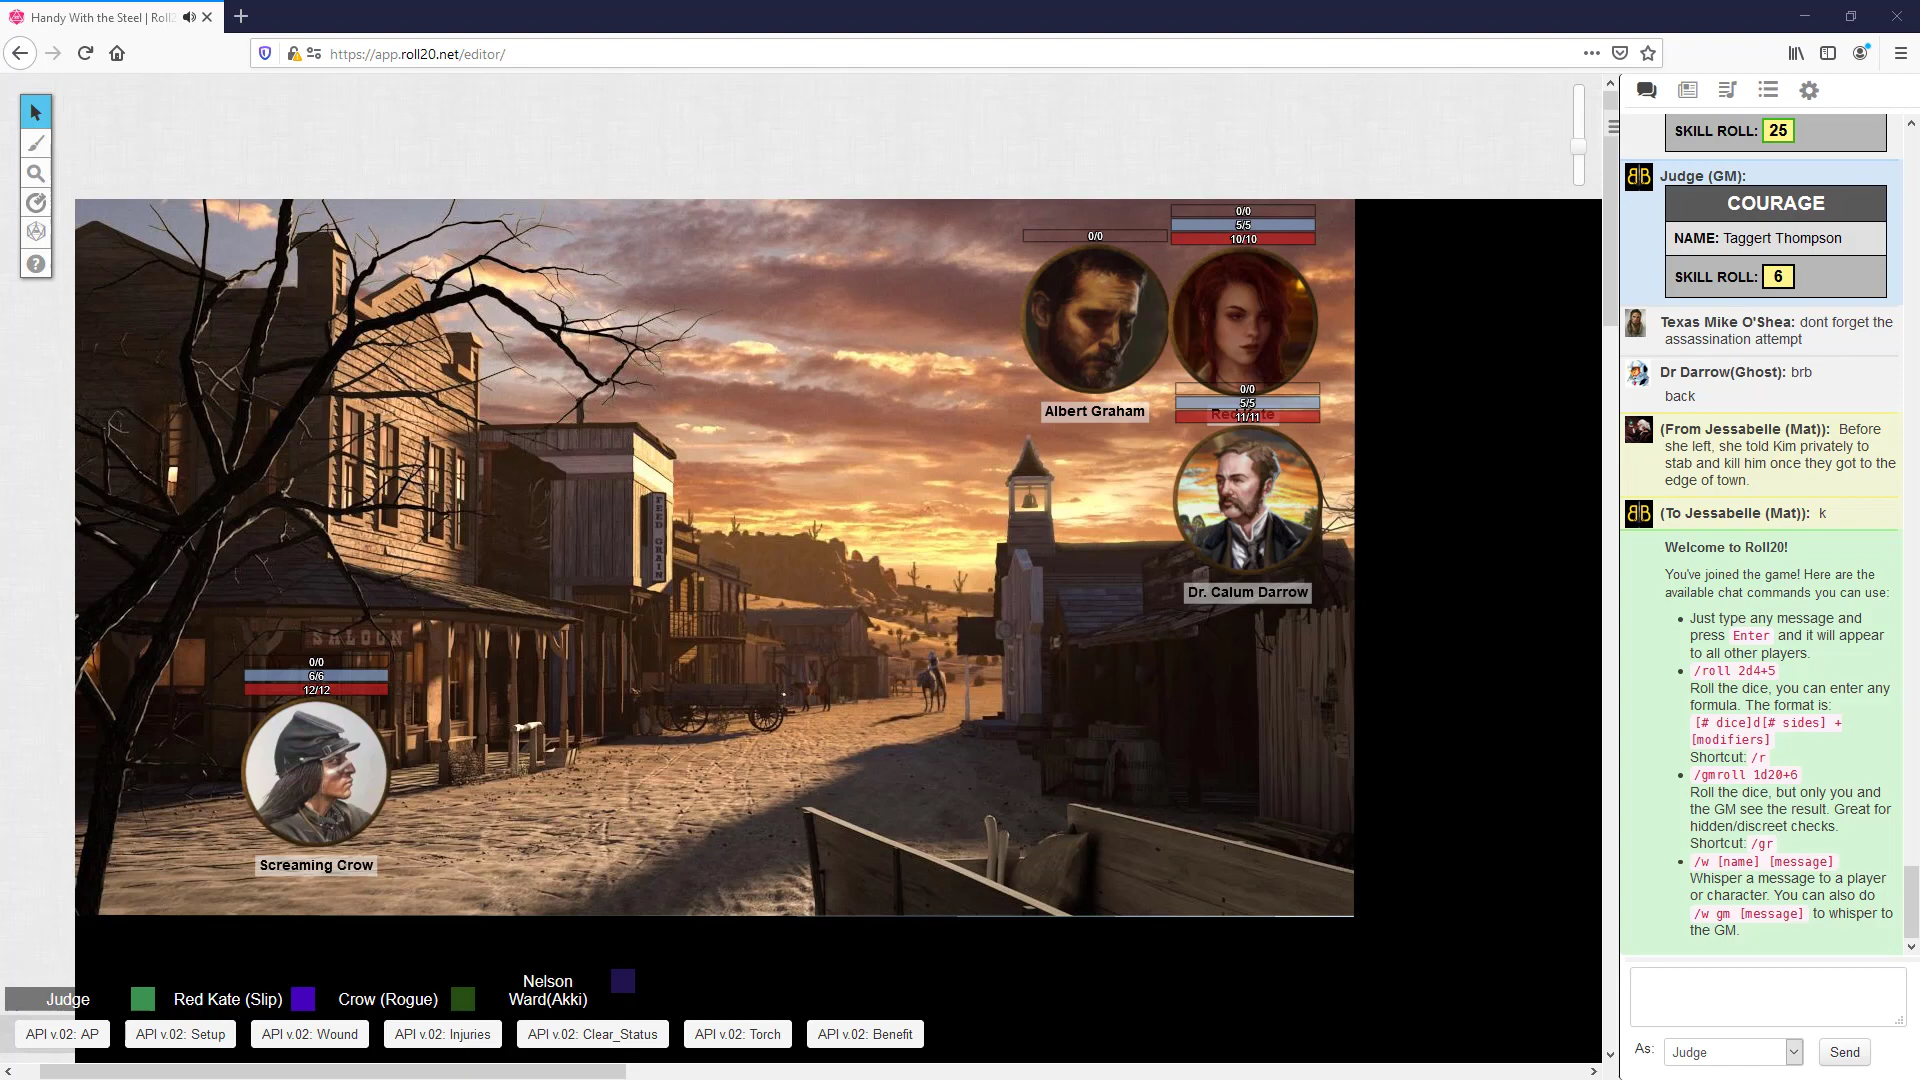 Handy With the Steel | Roll2
https://app.roll20.net/editor/
0/0
5/5
10/10
0/0
Albert Graham
0/0
5/5
11/11
Dr. Calum Darrow
FEED GRAIN
SALOON
0/0
6/6
12/12
Screaming Crow
Judge
Red Kate (Slip)
Crow (Rogue)
Nelson
Ward(Akki)
API v.02: AP
API v.02: Setup
API v.02: Wound
API v.02: Injuries
API v.02: Clear_Status
API v.02: Torch
API v.02: Benefit
SKILL ROLL: 25
Judge (GM):
COURAGE
NAME: Taggert Thompson
SKILL ROLL: 6
Texas Mike O'Shea: dont forget the
assassination attempt
Dr Darrow(Ghost): brb
back
(From Jessabelle (Mat)): Before
she left, she told Kim privately to
stab and kill him once they got to the
edge of town.
(To Jessabelle (Mat)): k
Welcome to Roll20!
You've joined the game! Here are the
available chat commands you can use:
Just type any message and
press Enter and it will appear
to all other players.
/roll 2d4+5
Roll the dice, you can enter any
formula. The format is:
[# dice]d[# sides] +
[modifiers]
Shortcut: /r
/gmroll 1d20+6
Roll the dice, but only you and
the GM see the result. Great for
hidden/discreet checks.
Shortcut: /gr
/w [name] [message]
Whisper a message to a player
or character. You can also do
/w gm [message] to whisper to
the GM.
As: Judge Send